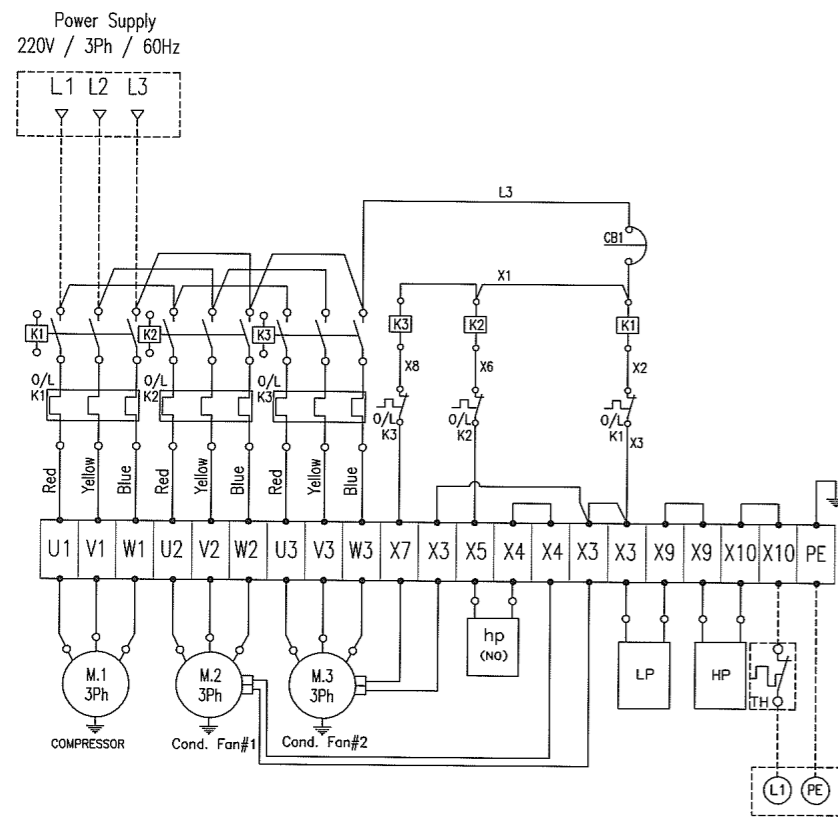 Power Supply
220V / 3Ph / 60Hz
L1 L2 L3
L3
CB1
X1
K1 K2 K3 K3 K2 K1
X8 X6 X2
O/L K1
O/L K2
O/L K3
O/L K3
O/L K2
O/L K1
X3
Red Yellow Blue Red Yellow Blue Red Yellow Blue
U1 V1 W1 U2 V2 W2 U3 V3 W3 X7 X3 X5 X4 X4 X3 X3 X9 X9 X10 X10 PE
hp
(NO)
M.1
3Ph
M.2
3Ph
M.3
3Ph
LP
HP
TH
COMPRESSOR
Cond. Fan#1
Cond. Fan#2
L1 PE